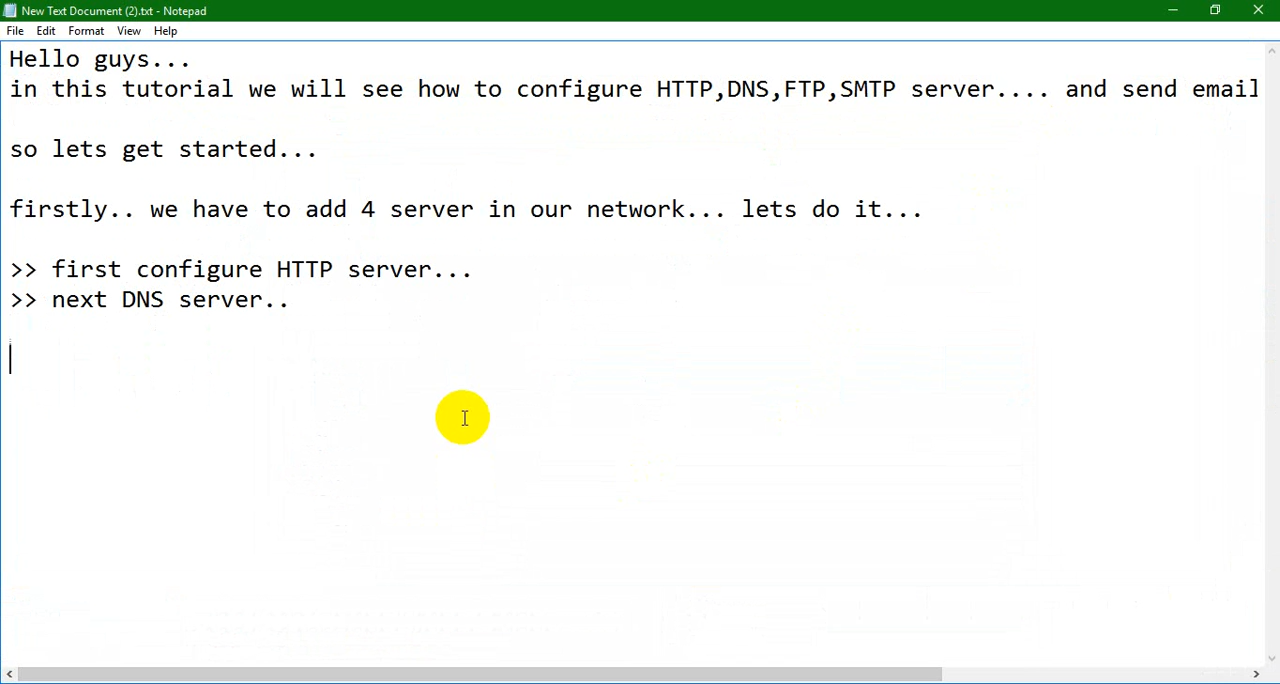 New Text Document (2).txt - Notepad
File Edit Format View Help
Hello guys...
in this tutorial we will see how to configure HTTP,DNS,FTP,SMTP server.... and send email
so lets get started...
firstly.. we have to add 4 server in our network... lets do it...
>> first configure HTTP server...
>> next DNS server..